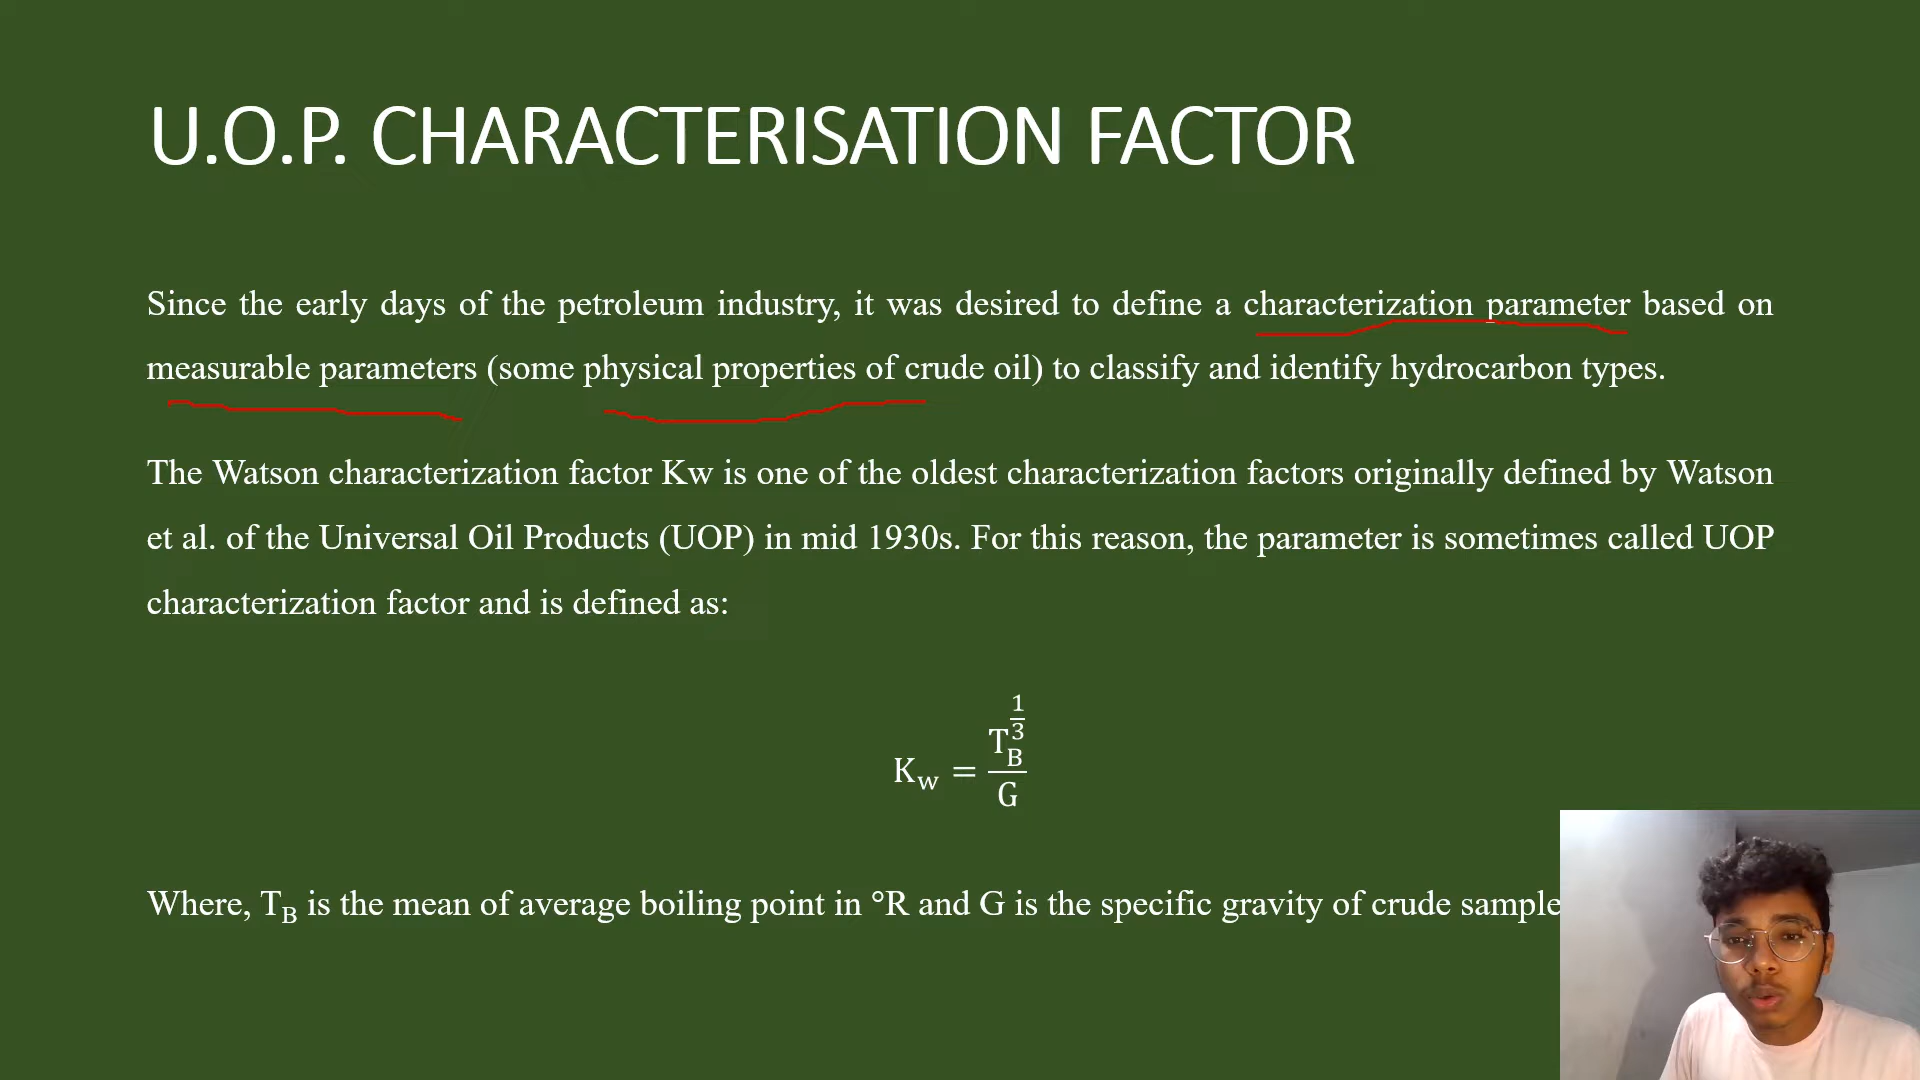 U.O.P. CHARACTERISATION FACTOR
Since the early days of the petroleum industry, it was desired to define a characterization parameter based on
measurable parameters (some physical properties of crude oil) to classify and identify hydrocarbon types.
The Watson characterization factor Kw is one of the oldest characterization factors originally defined by Watson
et al. of the Universal Oil Products (UOP) in mid 1930s. For this reason, the parameter is sometimes called UOP
characterization factor and is defined as:
K_w = T_B^(1/3) / G
Where, T_B is the mean of average boiling point in °R and G is the specific gravity of crude sample